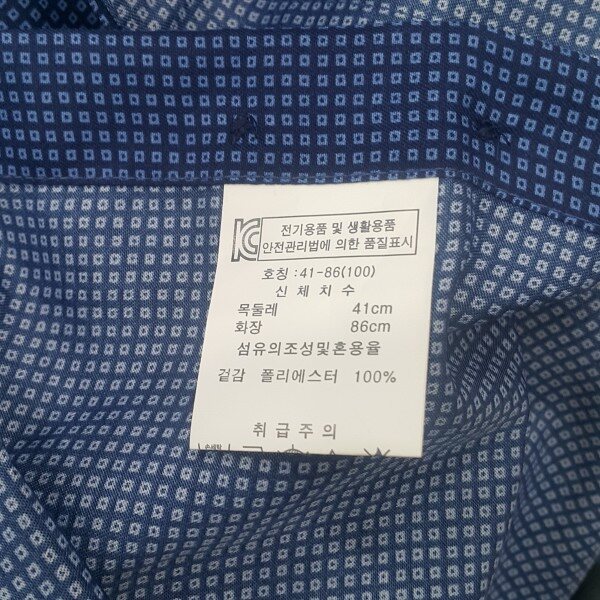 KC
전기용품 및 생활용품
안전관리법에 의한 품질표시
호칭 :41-86(100)
신 체 치 수
목둘레 41cm
화장 86cm
섬유의조성및혼용율
겉감 폴리에스터 100%
취 급 주 의
손세탁